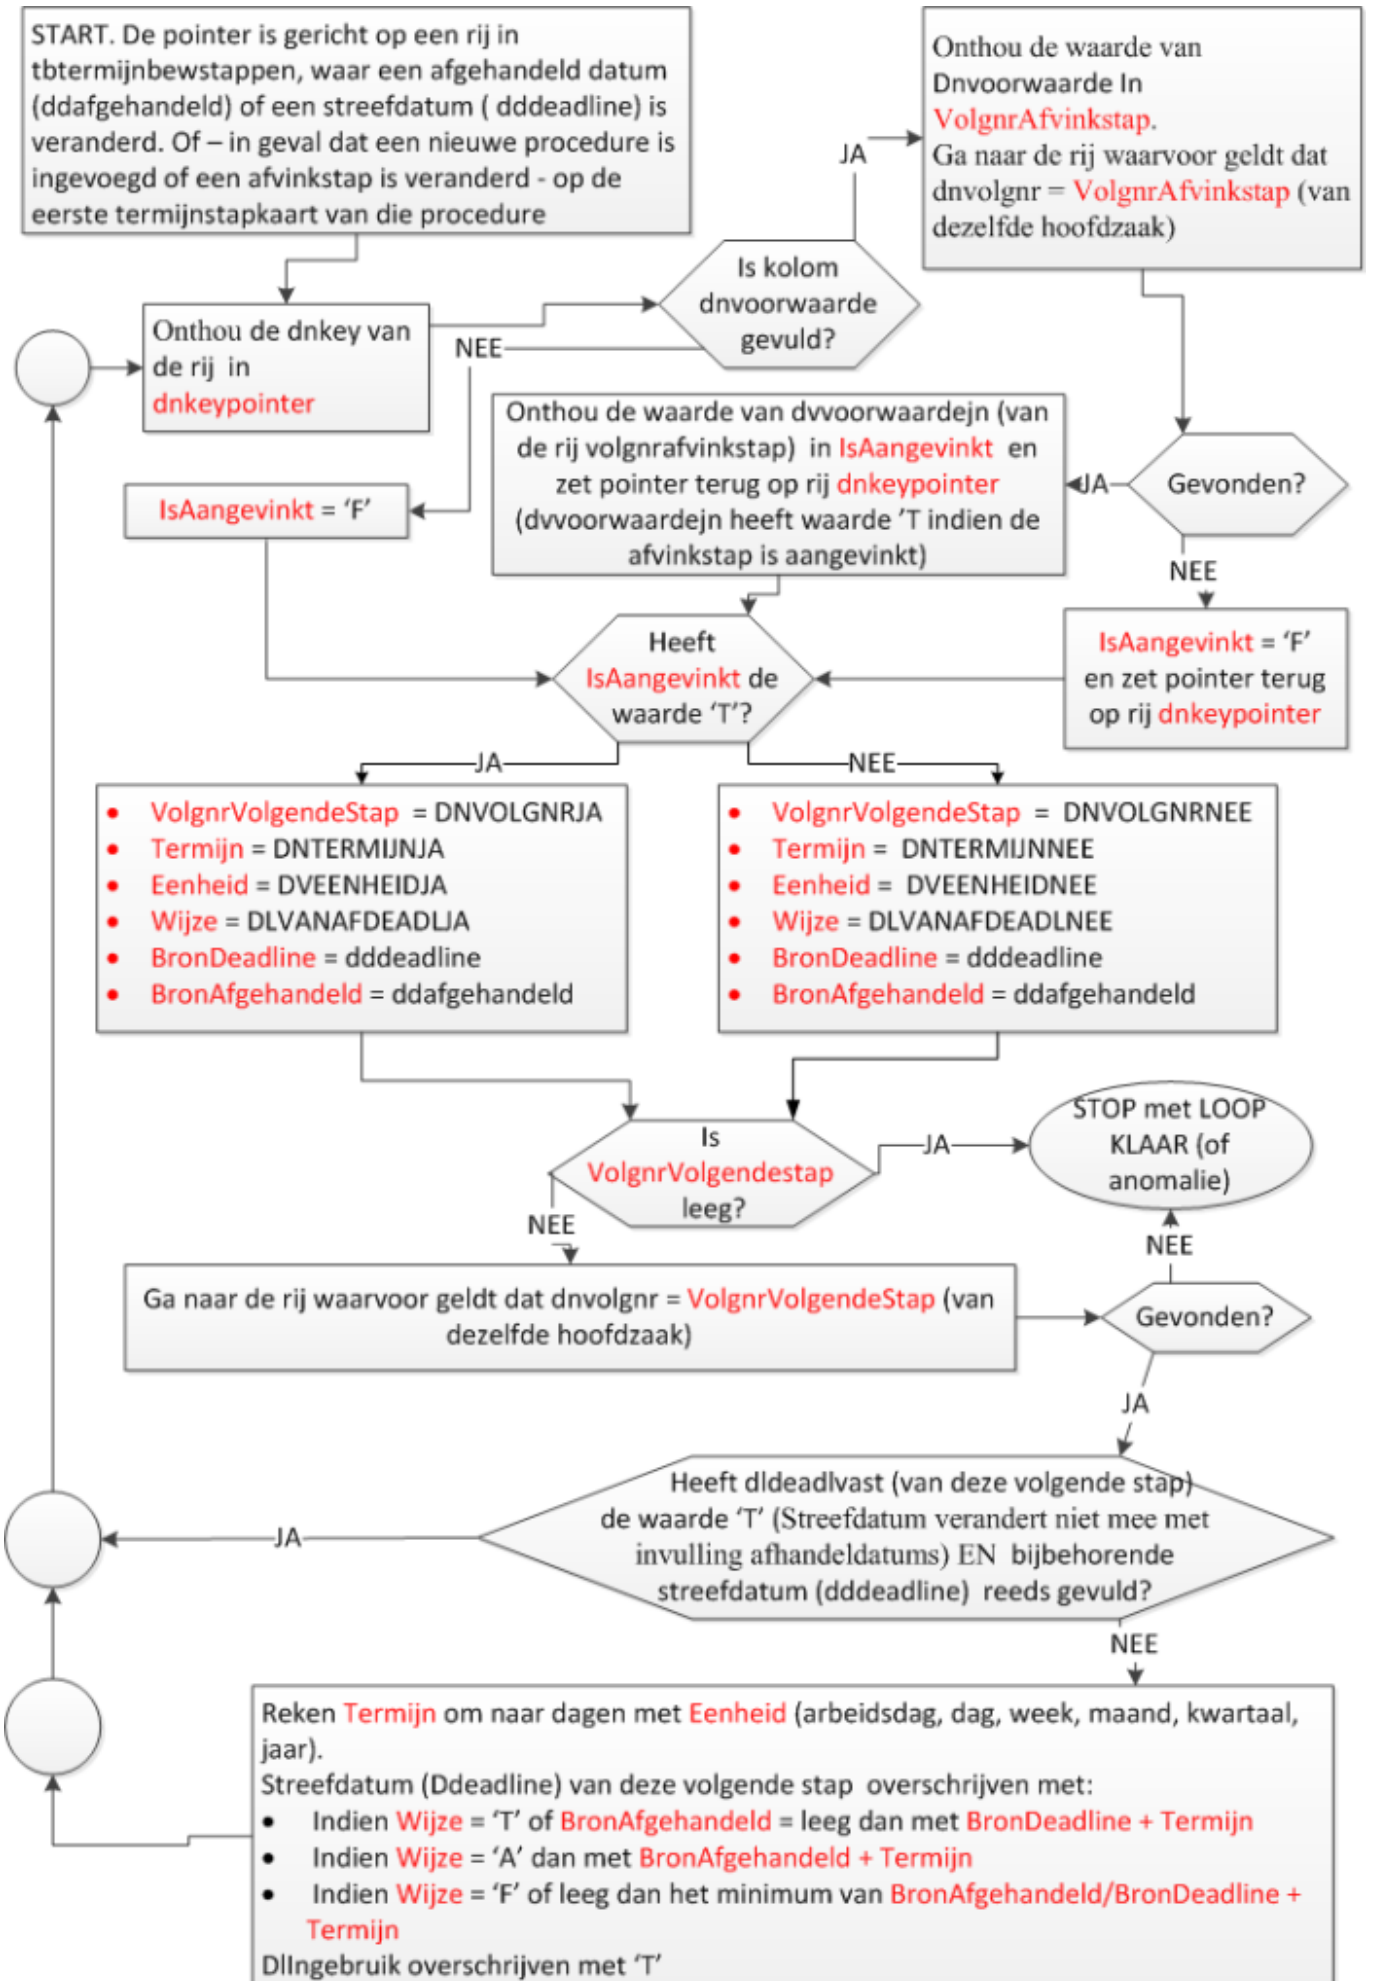 START. De pointer is gericht op een rij in
tbtermijnbewstappen, waar een afgehandeld datum
(ddafgehandeld) of een streefdatum ( dddeadline) is
veranderd. Of – in geval dat een nieuwe procedure is
ingevoegd of een afvinkstap is veranderd - op de
eerste termijnstapkaart van die procedure
Onthou de waarde van
Dnvoorwaarde In
VolgnrAfvinkstap.
Ga naar de rij waarvoor geldt dat
dnvolgnr = VolgnrAfvinkstap (van
dezelfde hoofdzaak)
JA
Is kolom
dnvoorwaarde
gevuld?
NEE
Onthou de dnkey van
de rij in
dnkeypointer
Onthou de waarde van dvvoorwaardejn (van
de rij volgnrafvinkstap) in IsAangevinkt en
zet pointer terug op rij dnkeypointer
(dvvoorwaardejn heeft waarde 'T indien de
afvinkstap is aangevinkt)
JA
Gevonden?
NEE
IsAangevinkt = ‘F’
IsAangevinkt = ‘F’
en zet pointer terug
op rij dnkeypointer
Heeft
IsAangevinkt de
waarde ‘T’?
JA
NEE
• VolgnrVolgendeStap = DNVOLGNRJA
• Termijn = DNTERMIJNJA
• Eenheid = DVEENHEIDJA
• Wijze = DLVANAFDEADLJA
• BronDeadline = dddeadline
• BronAfgehandeld = ddafgehandeld
• VolgnrVolgendeStap = DNVOLGNRNEE
• Termijn = DNTERMIJNNEE
• Eenheid = DVEENHEIDNEE
• Wijze = DLVANAFDEADLNEE
• BronDeadline = dddeadline
• BronAfgehandeld = ddafgehandeld
Is
VolgnrVolgendestap
leeg?
JA
STOP met LOOP
KLAAR (of
anomalie)
NEE
NEE
Ga naar de rij waarvoor geldt dat dnvolgnr = VolgnrVolgendeStap (van
dezelfde hoofdzaak)
Gevonden?
JA
Heeft dldeadlvast (van deze volgende stap)
de waarde ‘T’ (Streefdatum verandert niet mee met
invulling afhandeldatums) EN bijbehorende
streefdatum (dddeadline) reeds gevuld?
JA
NEE
Reken Termijn om naar dagen met Eenheid (arbeidsdag, dag, week, maand, kwartaal,
jaar).
Streefdatum (Ddeadline) van deze volgende stap overschrijven met:
• Indien Wijze = ‘T’ of BronAfgehandeld = leeg dan met BronDeadline + Termijn
• Indien Wijze = ‘A’ dan met BronAfgehandeld + Termijn
• Indien Wijze = ‘F’ of leeg dan het minimum van BronAfgehandeld/BronDeadline +
Termijn
DlIngebruik overschrijven met ‘T’